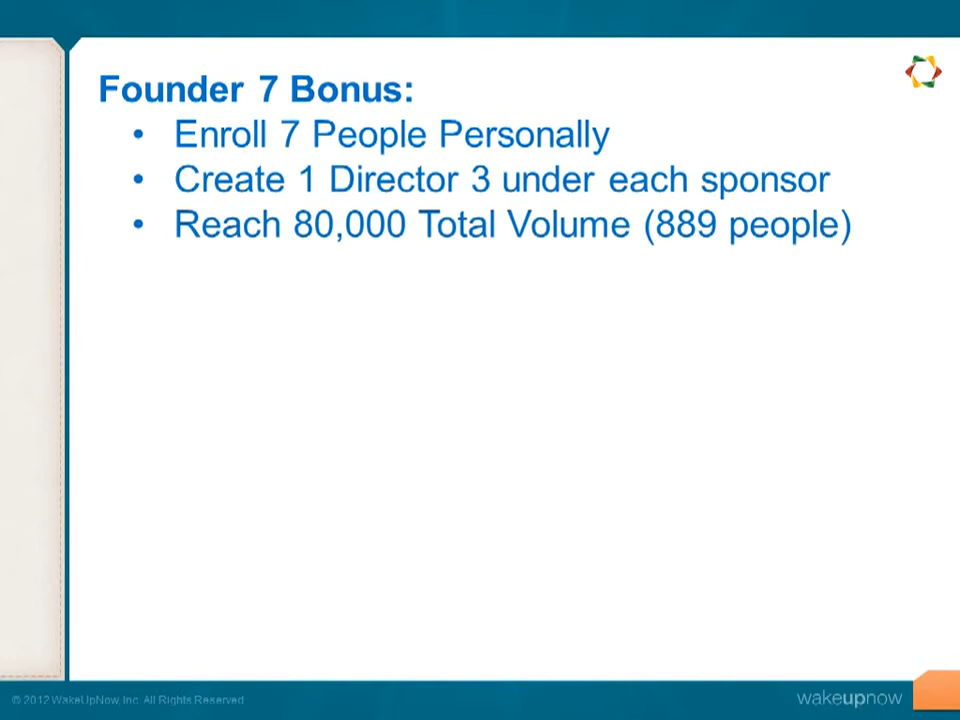 Founder 7 Bonus:
• Enroll 7 People Personally
• Create 1 Director 3 under each sponsor
• Reach 80,000 Total Volume (889 people)
© 2012 WakeUpNow, Inc. All Rights Reserved
wakeupnow